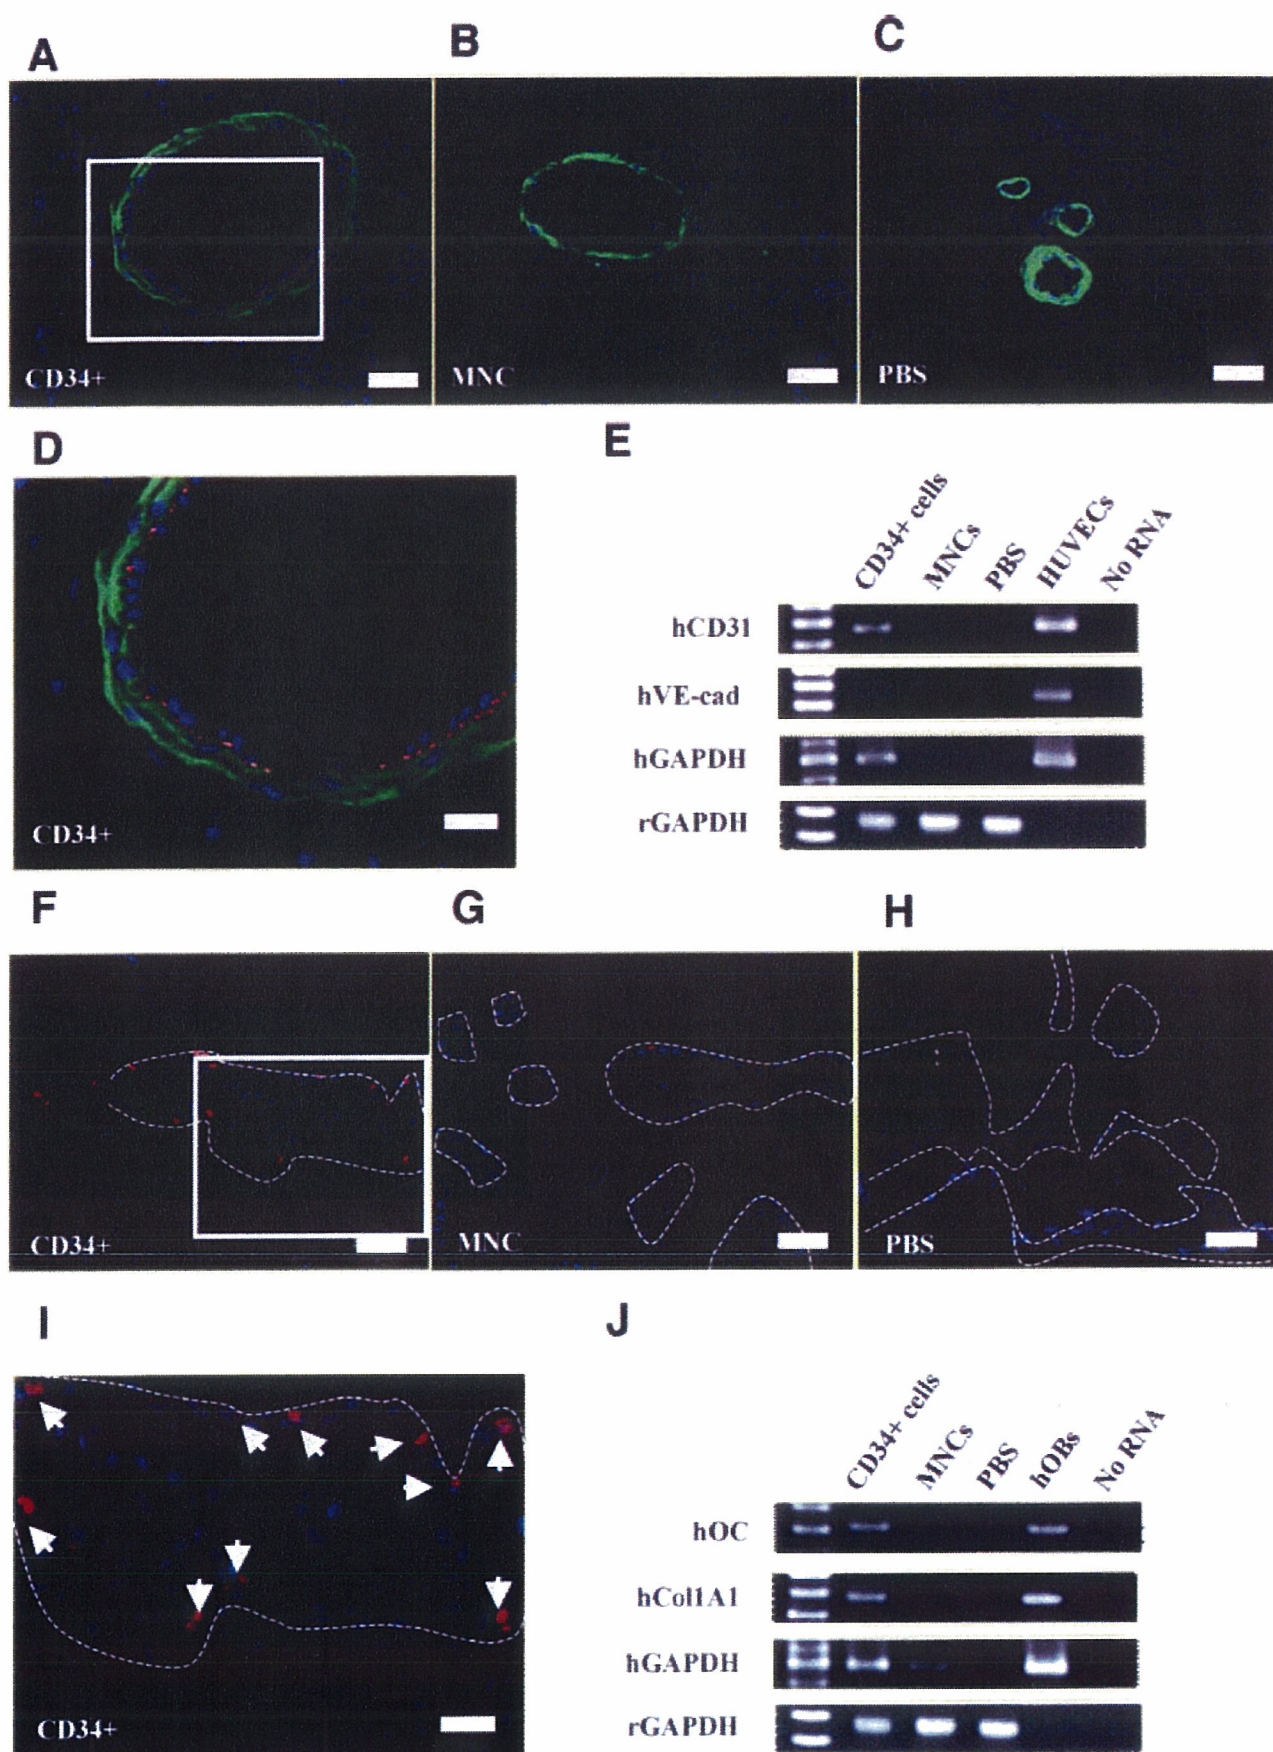 A
B
C
CD34+
MNC
PBS
D
E
CD34+ cells
MNCs
PBS
HUVECs
No RNA
hCD31
hVE-cad
hGAPDH
rGAPDH
CD34+
F
G
H
CD34+
MNC
PBS
I
J
CD34+ cells
MNCs
PBS
hOBs
No RNA
hOC
hCol1A1
hGAPDH
rGAPDH
CD34+